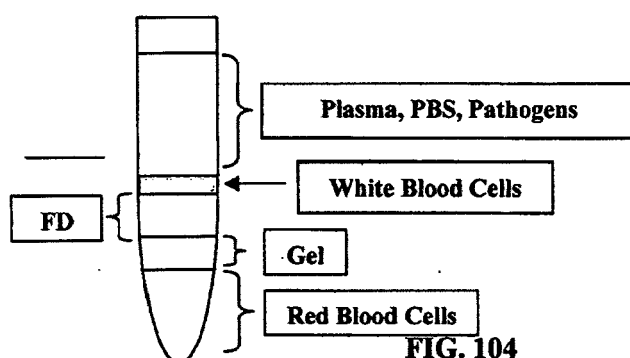 Plasma, PBS, Pathogens
White Blood Cells
FD
Gel
Red Blood Cells
FIG. 104